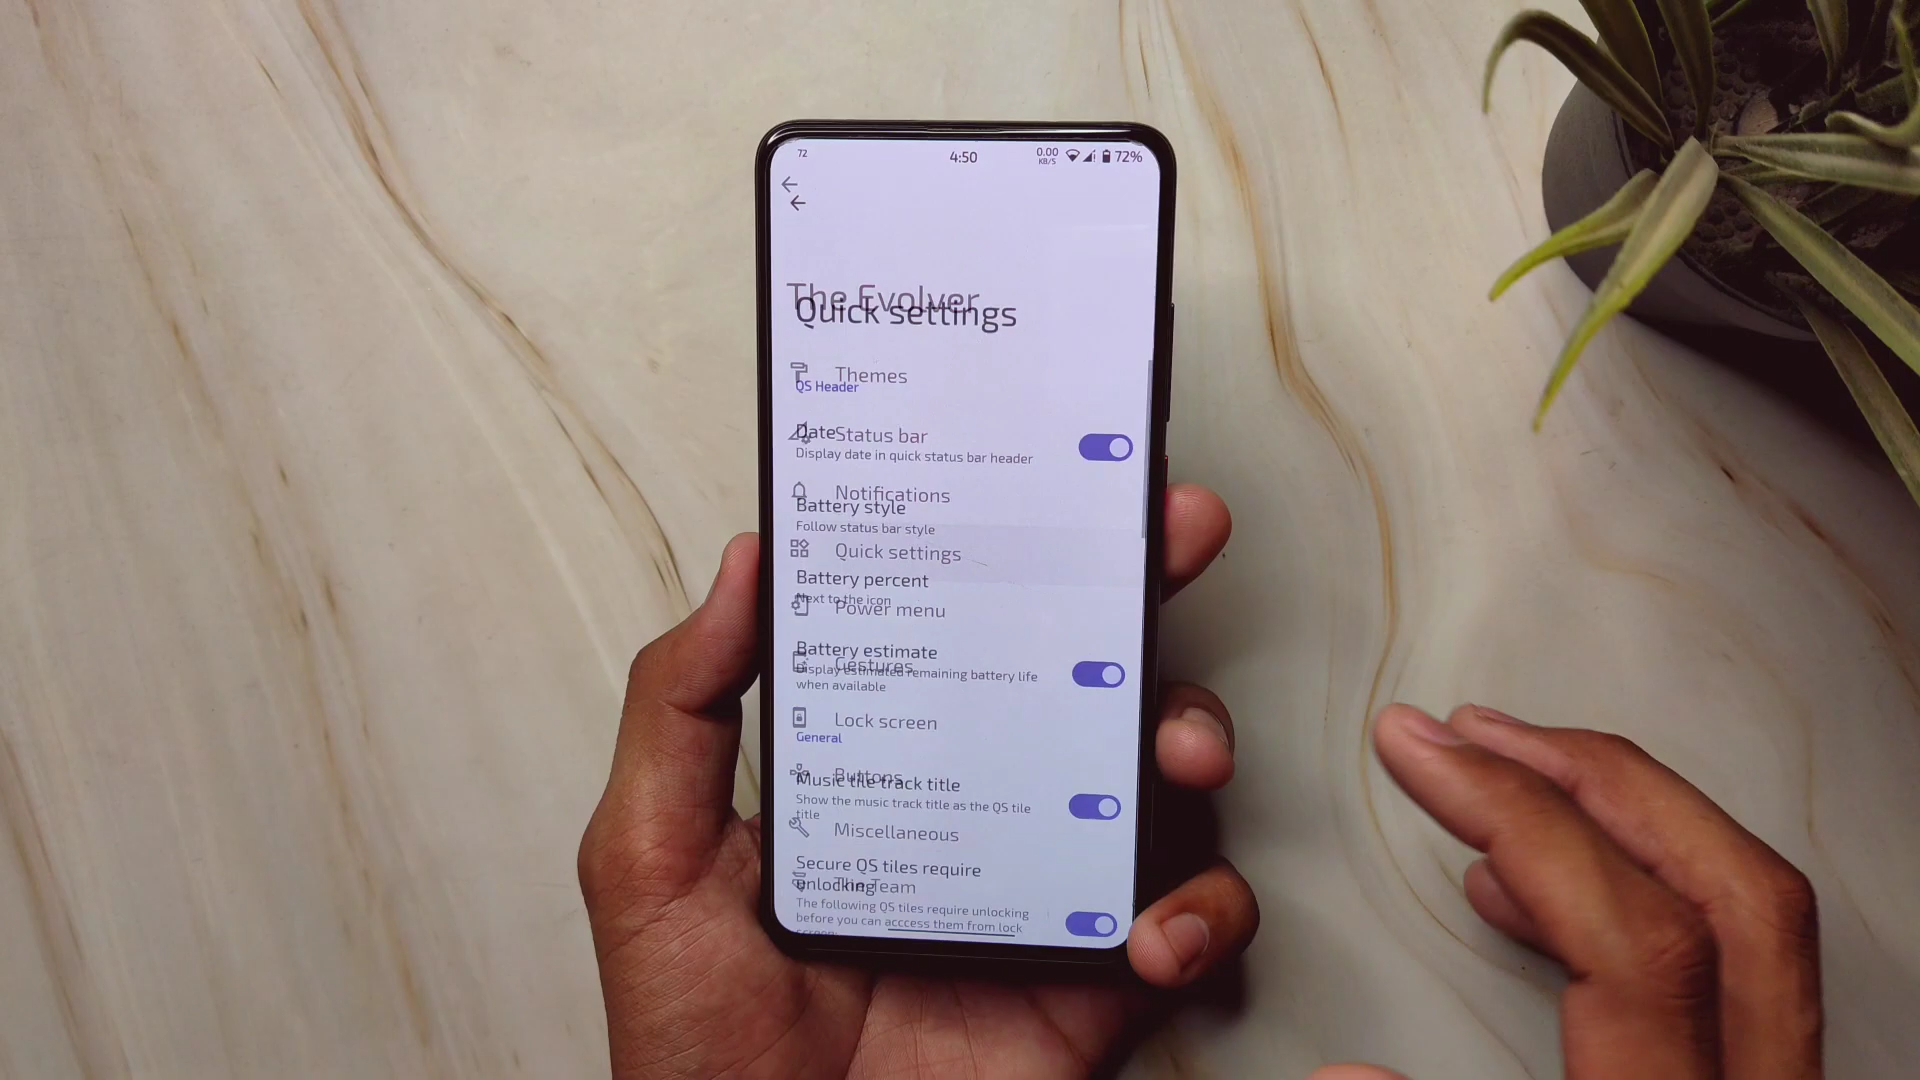 72
4:50
0.00
KB/S
72%
The Evolver
Quick settings
Themes
QS Header
Date
Status bar
Display date in quick status bar header
Notifications
Battery style
Follow status bar style
Quick settings
Battery percent
Next to the icon
Power menu
Battery estimate
Gestures
Display estimated remaining battery life
when available
Lock screen
General
Buttons
Music tile track title
Show the music track title as the QS tile
title
Miscellaneous
Secure QS tiles require
unlocking
The Team
The following QS tiles require unlocking
before you can acccess them from lock
screen: